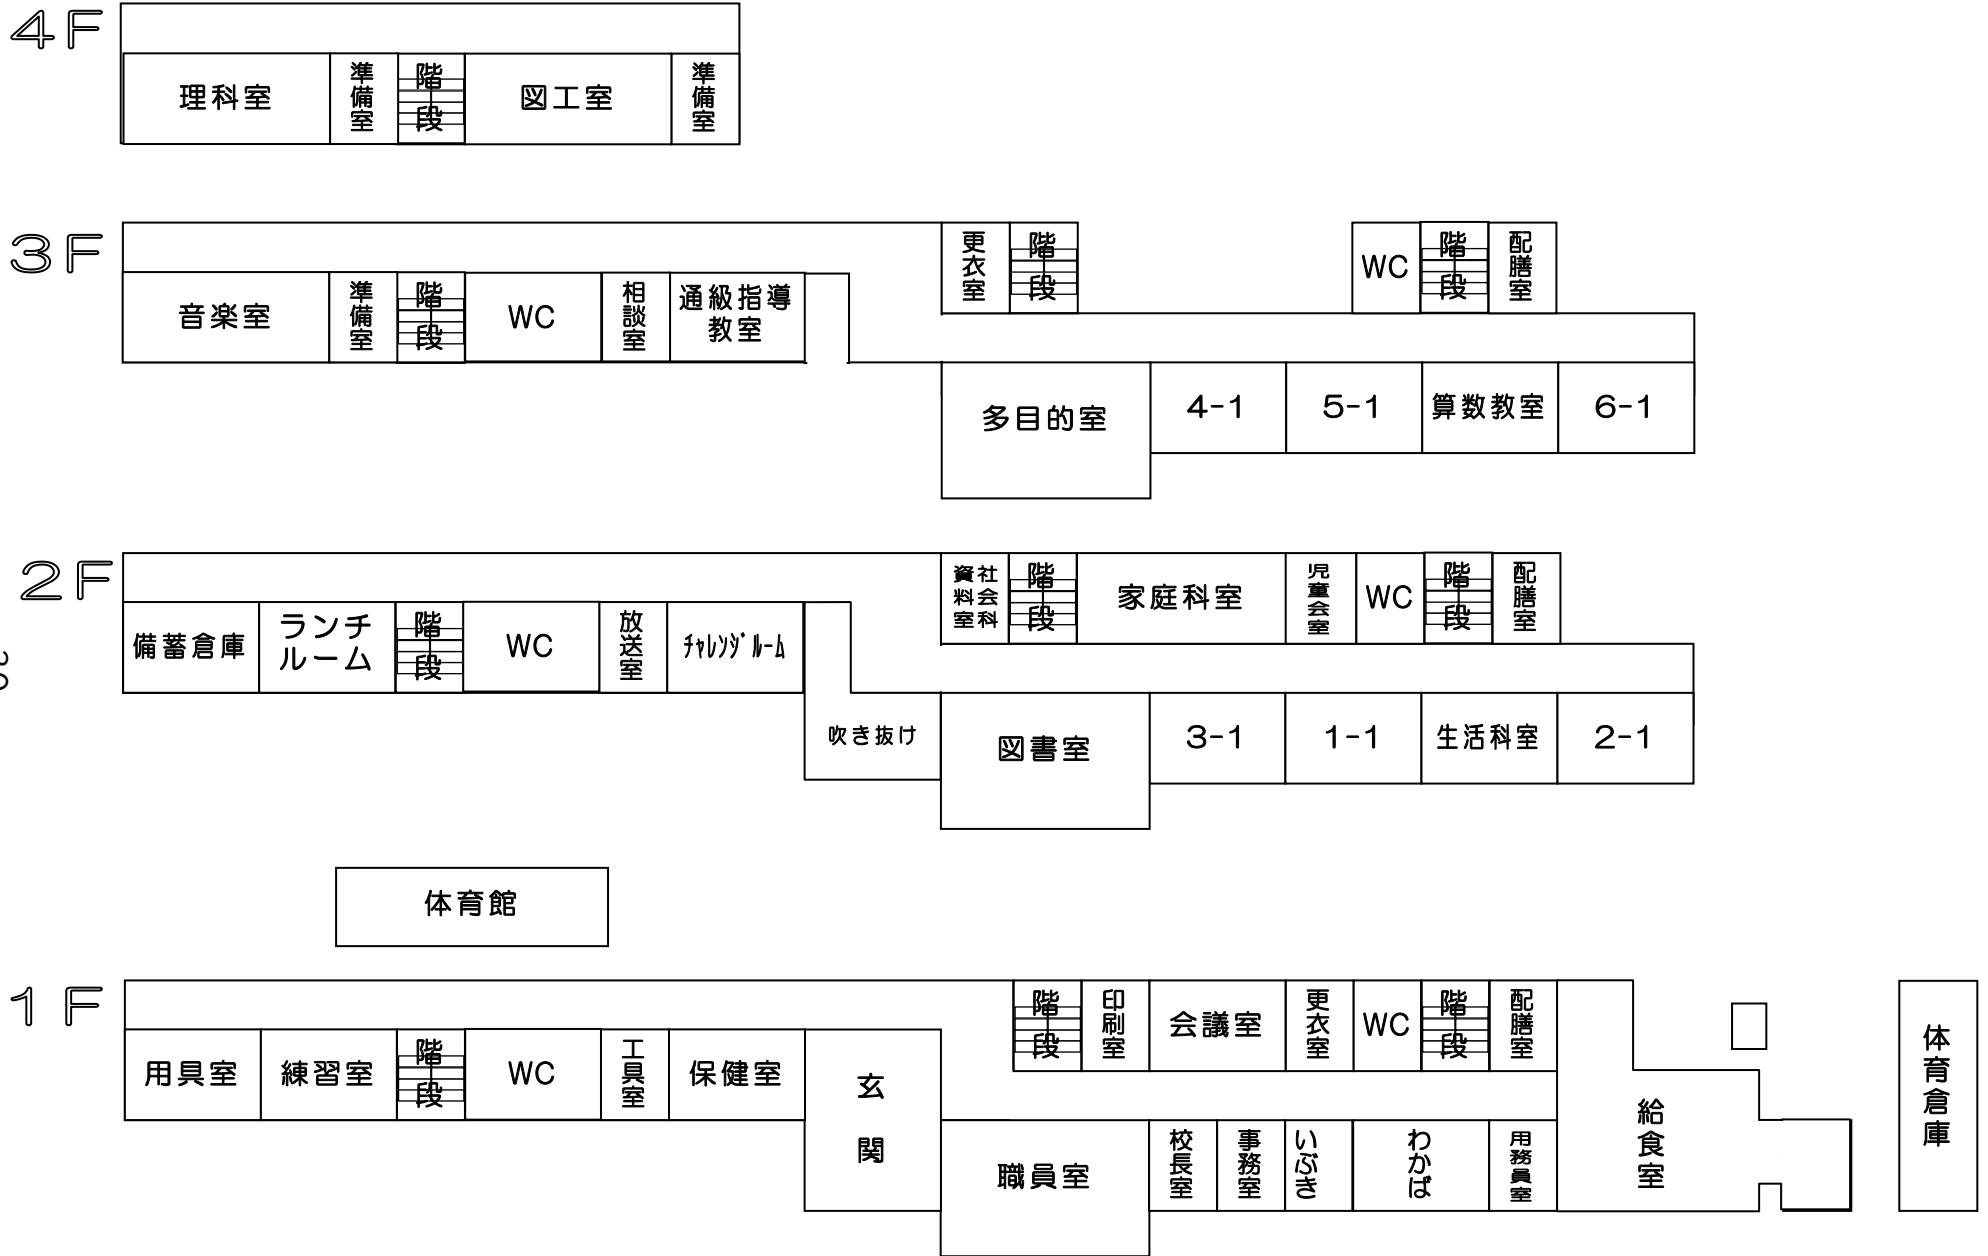 4F
理科室
準備室
階段
図工室
準備室
3F
音楽室
準備室
階段
WC
相談室
通級指導
教室
更衣室
階段
WC
階段
配膳室
多目的室
4-1
5-1
算数教室
6-1
2F
備蓄倉庫
ランチ
ルーム
階段
WC
放送室
チャレンジルーム
吹き抜け
社会科
資料室
階段
家庭科室
児童会室
WC
階段
配膳室
図書室
3-1
1-1
生活科室
2-1
体育館
1F
用具室
練習室
階段
WC
工具室
保健室
玄関
階段
印刷室
会議室
更衣室
WC
階段
配膳室
職員室
校長室
事務室
いぶき
わかば
用務員室
給食室
体育倉庫